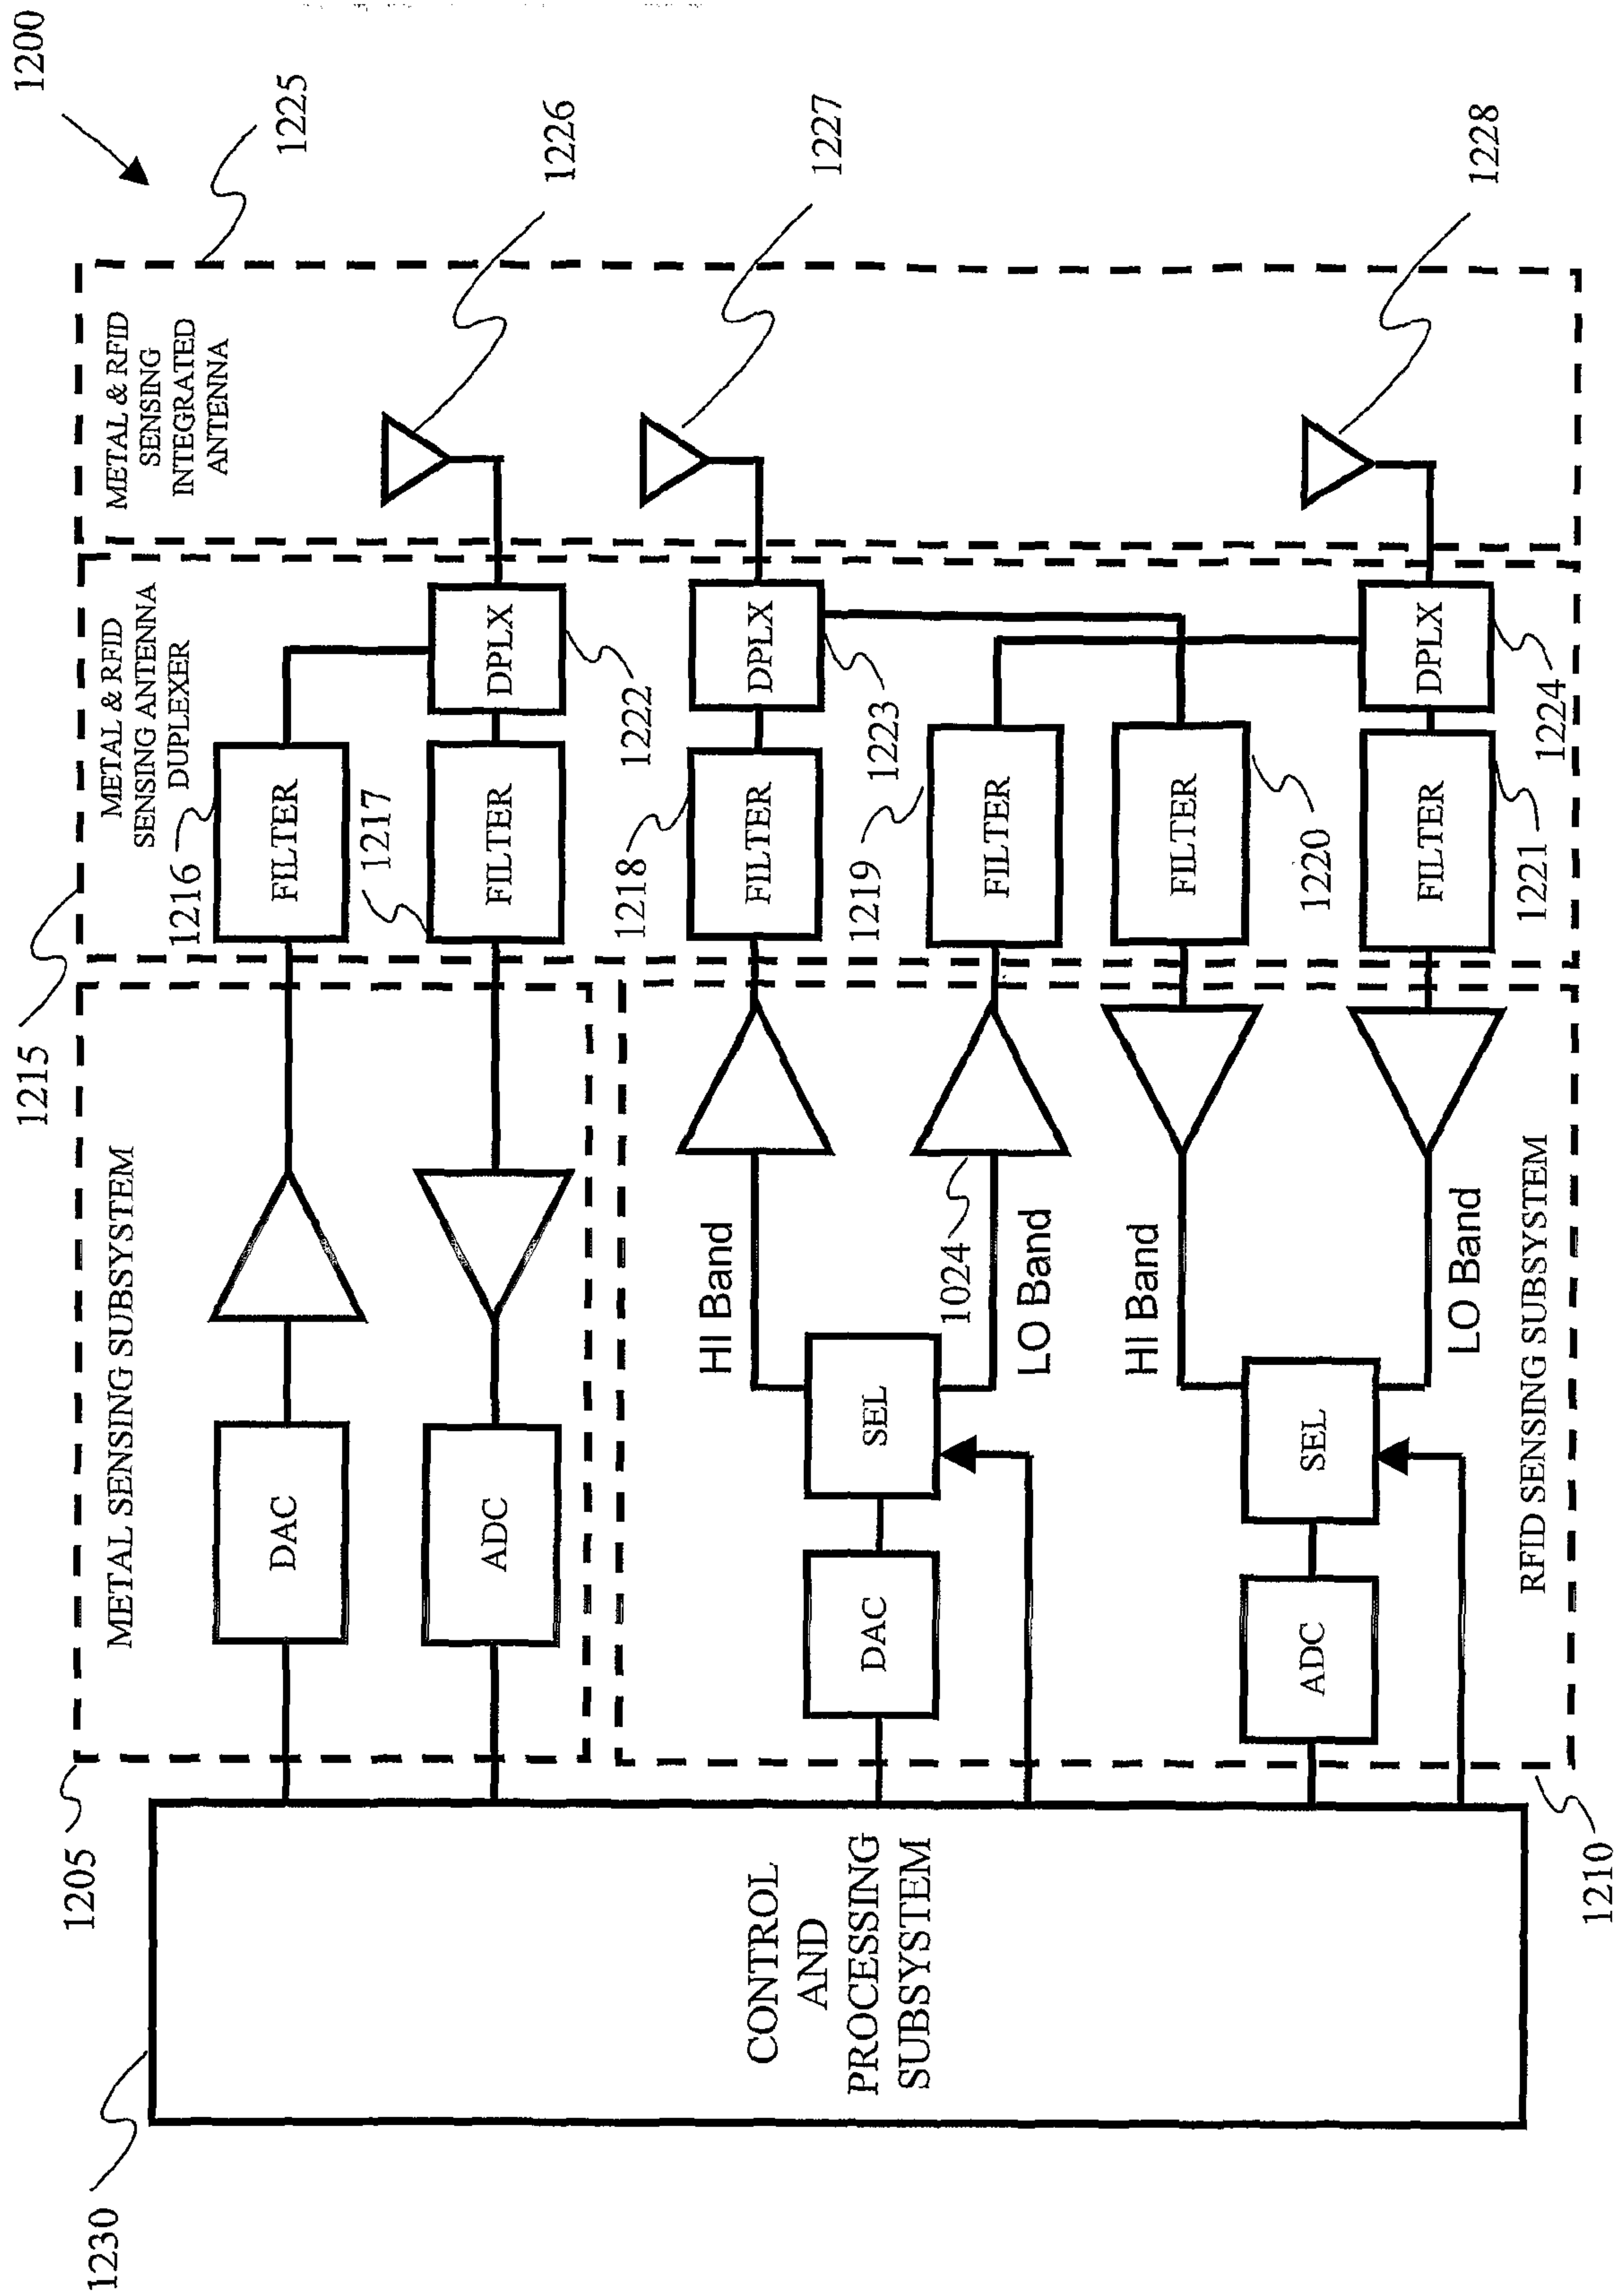 1200
1225
1226
1227
1228
METAL & RFID
SENSING
INTEGRATED
ANTENNA
METAL & RFID
SENSING ANTENNA
DUPLEXER
1215
1216
FILTER
1217
FILTER
DPLX
1222
1218
FILTER
DPLX
1223
1219
FILTER
FILTER
1220
FILTER
1221
DPLX
1224
METAL SENSING SUBSYSTEM
DAC
ADC
1205
HI Band
1024
LO Band
SEL
DAC
HI Band
LO Band
SEL
ADC
RFID SENSING SUBSYSTEM
1210
CONTROL
AND
PROCESSING
SUBSYSTEM
1230